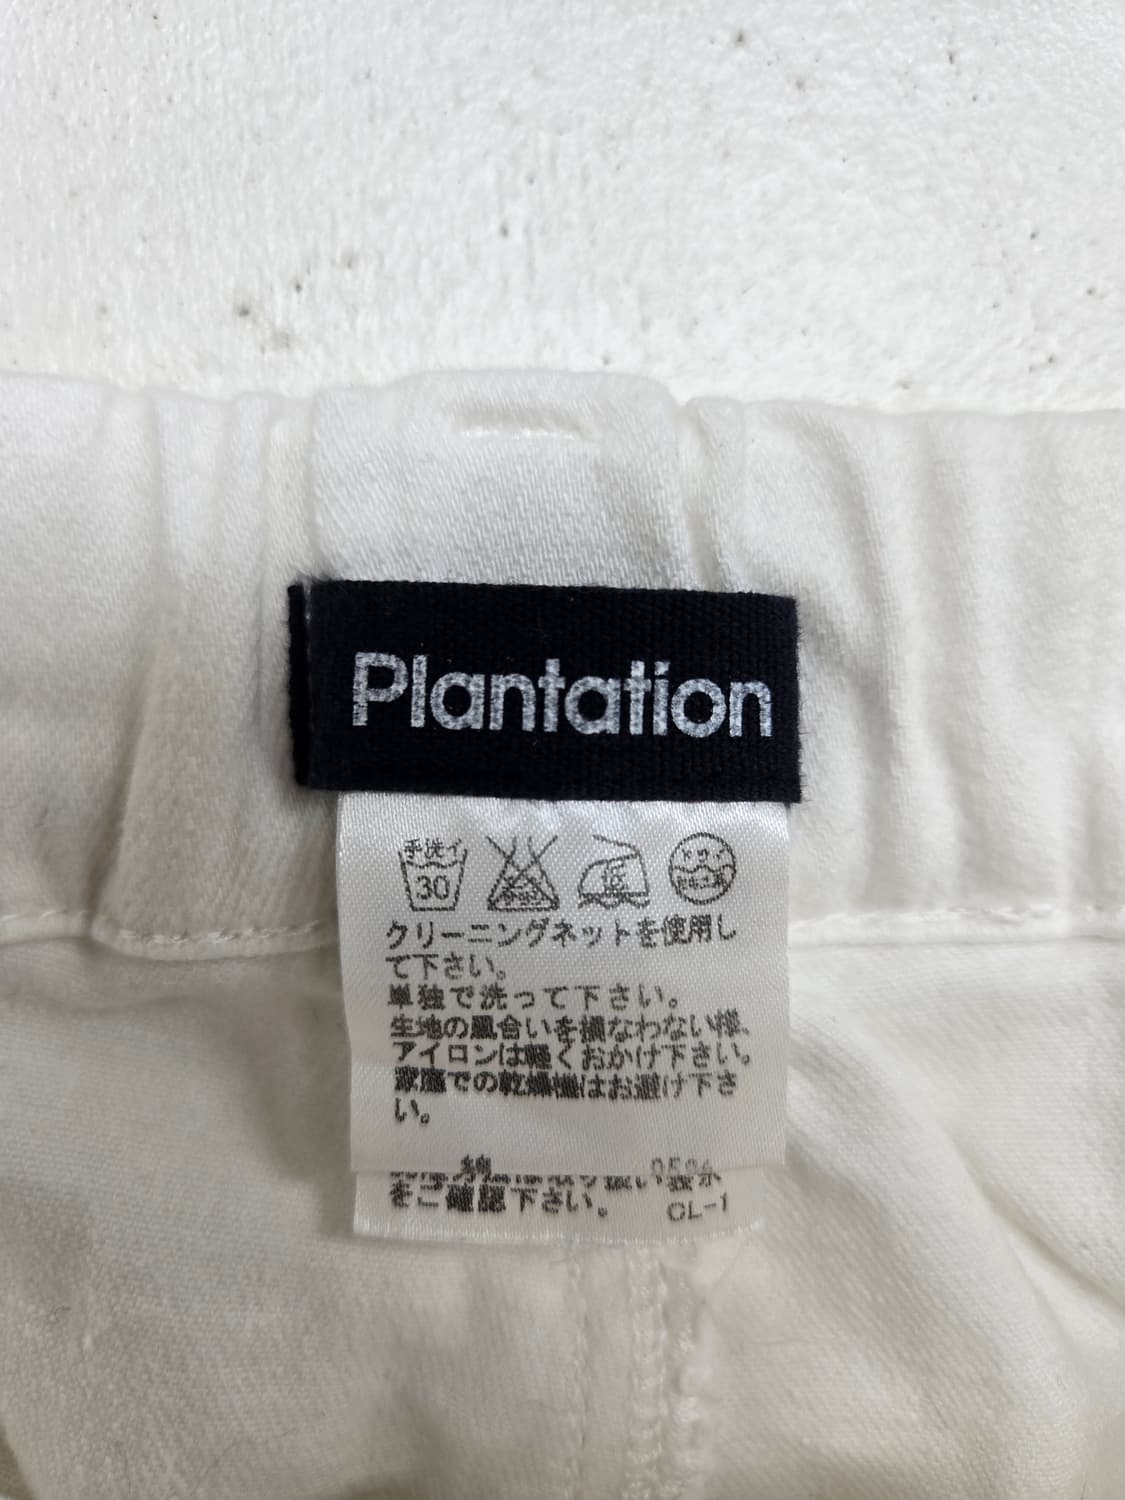 Plantation
手洗イ
30
クリーニングネットを使用し
て下さい。
単独で洗って下さい。
生地の風合いを損なわない様、
アイロンは軽くおかけ下さい。
家庭での乾燥機はお避け下さ
い。
綿
をご確認下さい。
CL-1